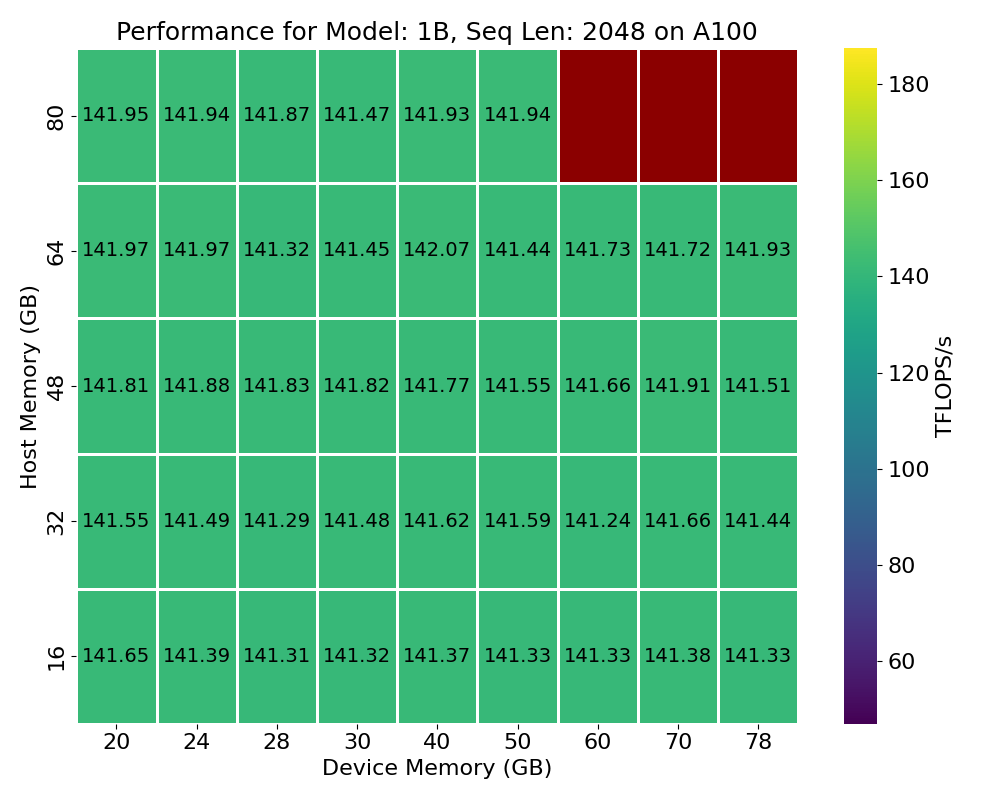 Performance for Model: 1B, Seq Len: 2048 on A100
80 141.95 141.94 141.87 141.47 141.93 141.94
64 141.97 141.97 141.32 141.45 142.07 141.44 141.73 141.72 141.93
48 141.81 141.88 141.83 141.82 141.77 141.55 141.66 141.91 141.51
32 141.55 141.49 141.29 141.48 141.62 141.59 141.24 141.66 141.44
16 141.65 141.39 141.31 141.32 141.37 141.33 141.33 141.38 141.33
20 24 28 30 40 50 60 70 78
Device Memory (GB)
Host Memory (GB)
180
160
140
120
100
80
60
TFLOPS/s